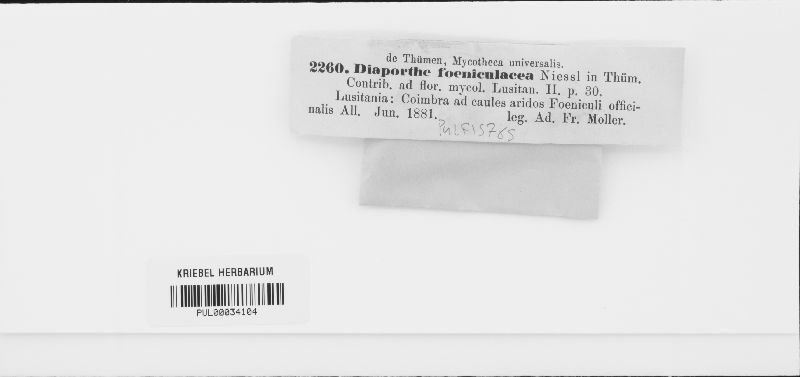 de Thümen, Mycotheca universalis.
2260. Diaporthe foeniculacea Niessl in Thüm.
Contrib. ad flor. mycol. Lusitan. II. p. 30.
Lusitania: Coimbra ad caules aridos Foeniculi offici-
nalis All. Jun. 1881. leg. Ad. Fr. Moller.
PULF15765
KRIEBEL HERBARIUM
PUL00034104